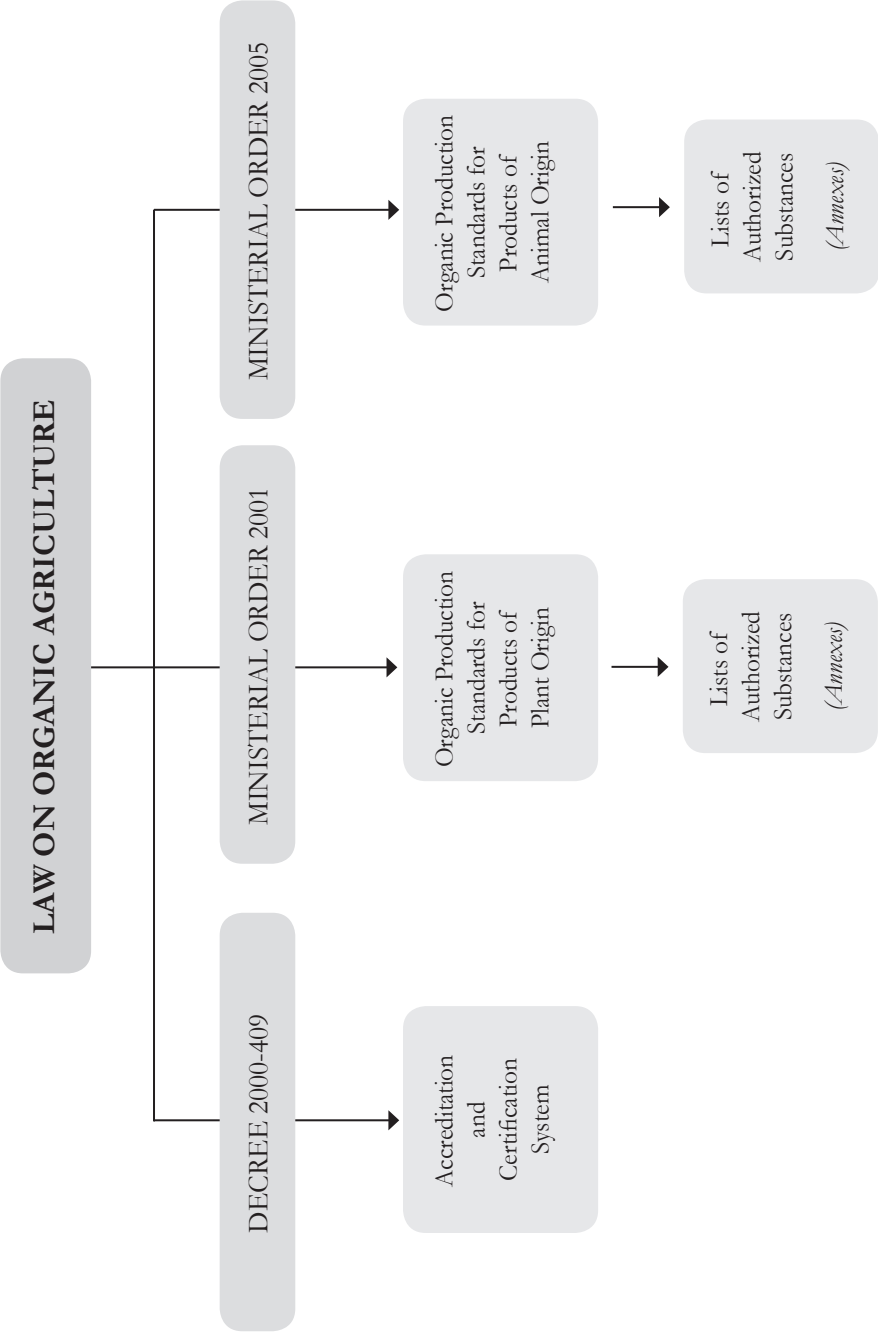 LAW ON ORGANIC AGRICULTURE
DECREE 2000-409
MINISTERIAL ORDER 2001
MINISTERIAL ORDER 2005
Accreditation
and
Certification
System
Organic Production
Standards for
Products of
Plant Origin
Organic Production
Standards for
Products of
Animal Origin
Lists of
Authorized
Substances
(Annexes)
Lists of
Authorized
Substances
(Annexes)